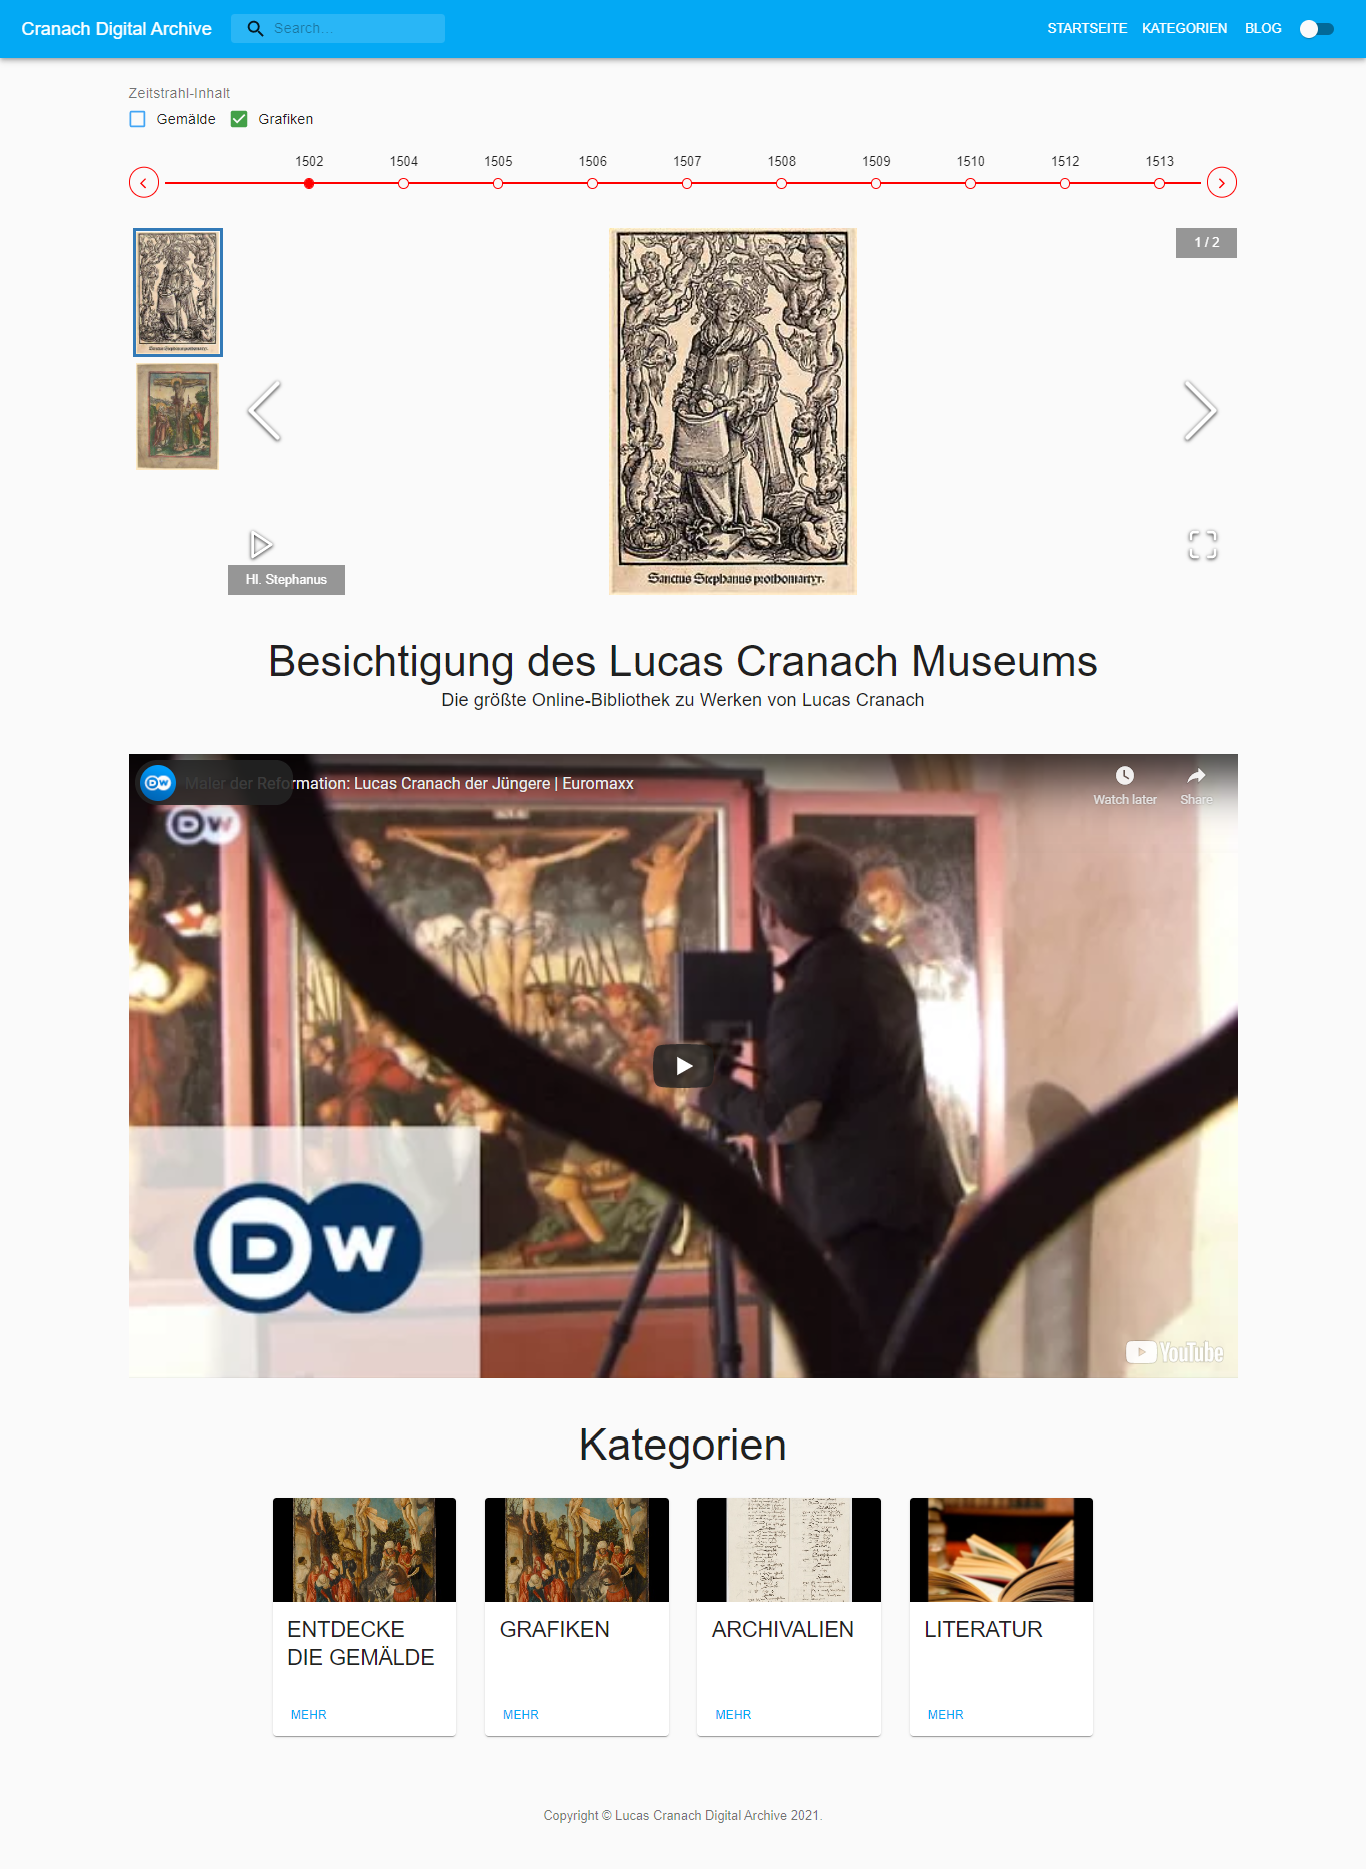 Cranach Digital Archive
Search…
STARTSEITE
KATEGORIEN
BLOG
Zeitstrahl-Inhalt
Gemälde
Grafiken
1502
1504
1505
1506
1507
1508
1509
1510
1512
1513
1 / 2
Sanctus Stephanus prothomartyr.
Hl. Stephanus
Besichtigung des Lucas Cranach Museums
Die größte Online-Bibliothek zu Werken von Lucas Cranach
Maler der Reformation: Lucas Cranach der Jüngere | Euromaxx
Watch later
Share
DW
DW
DW
YouTube
Kategorien
ENTDECKE
DIE GEMÄLDE
MEHR
GRAFIKEN
MEHR
ARCHIVALIEN
MEHR
LITERATUR
MEHR
Copyright © Lucas Cranach Digital Archive 2021.